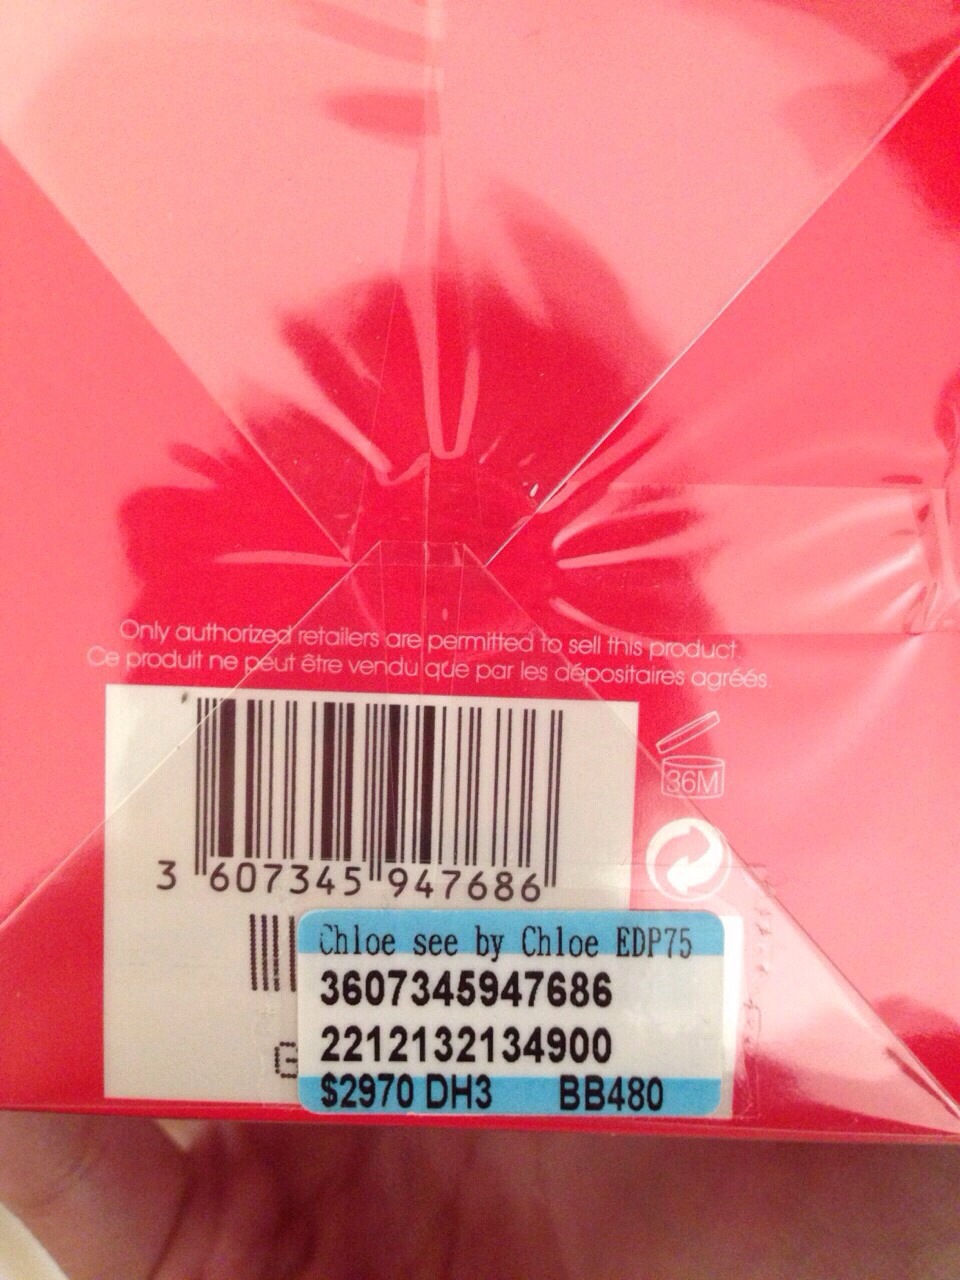 Only authorized retailers are permitted to sell this product.
Ce produit ne peut être vendu que par les dépositaires agréés.
36M
3 607345 947686
Chloe see by Chloe EDP75
3607345947686
2212132134900
$2970 DH3 BB480